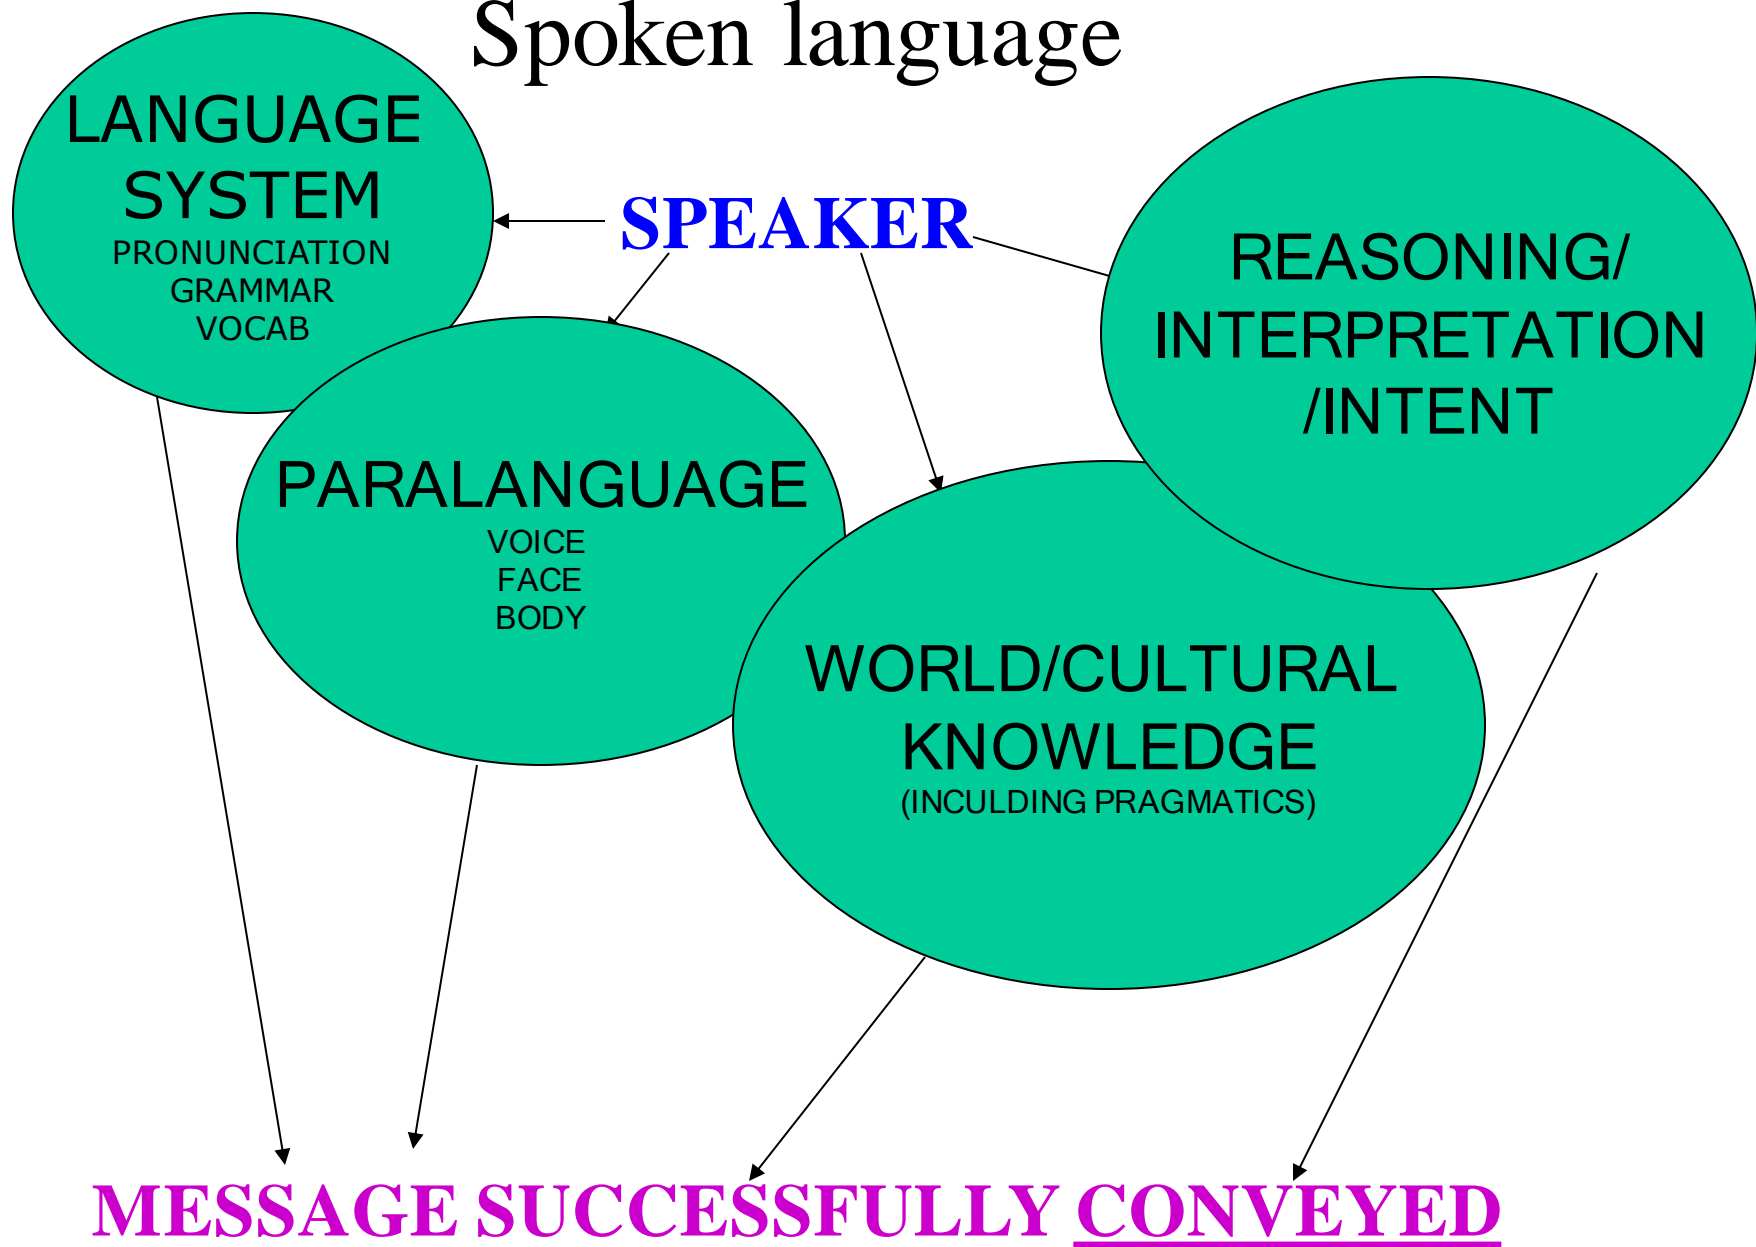 Spoken language
LANGUAGE
SYSTEM
PRONUNCIATION
GRAMMAR
VOCAB
SPEAKER
REASONING/
INTERPRETATION
/INTENT
PARALANGUAGE
VOICE
FACE
BODY
WORLD/CULTURAL
KNOWLEDGE
(INCULDING PRAGMATICS)
MESSAGE SUCCESSFULLY CONVEYED